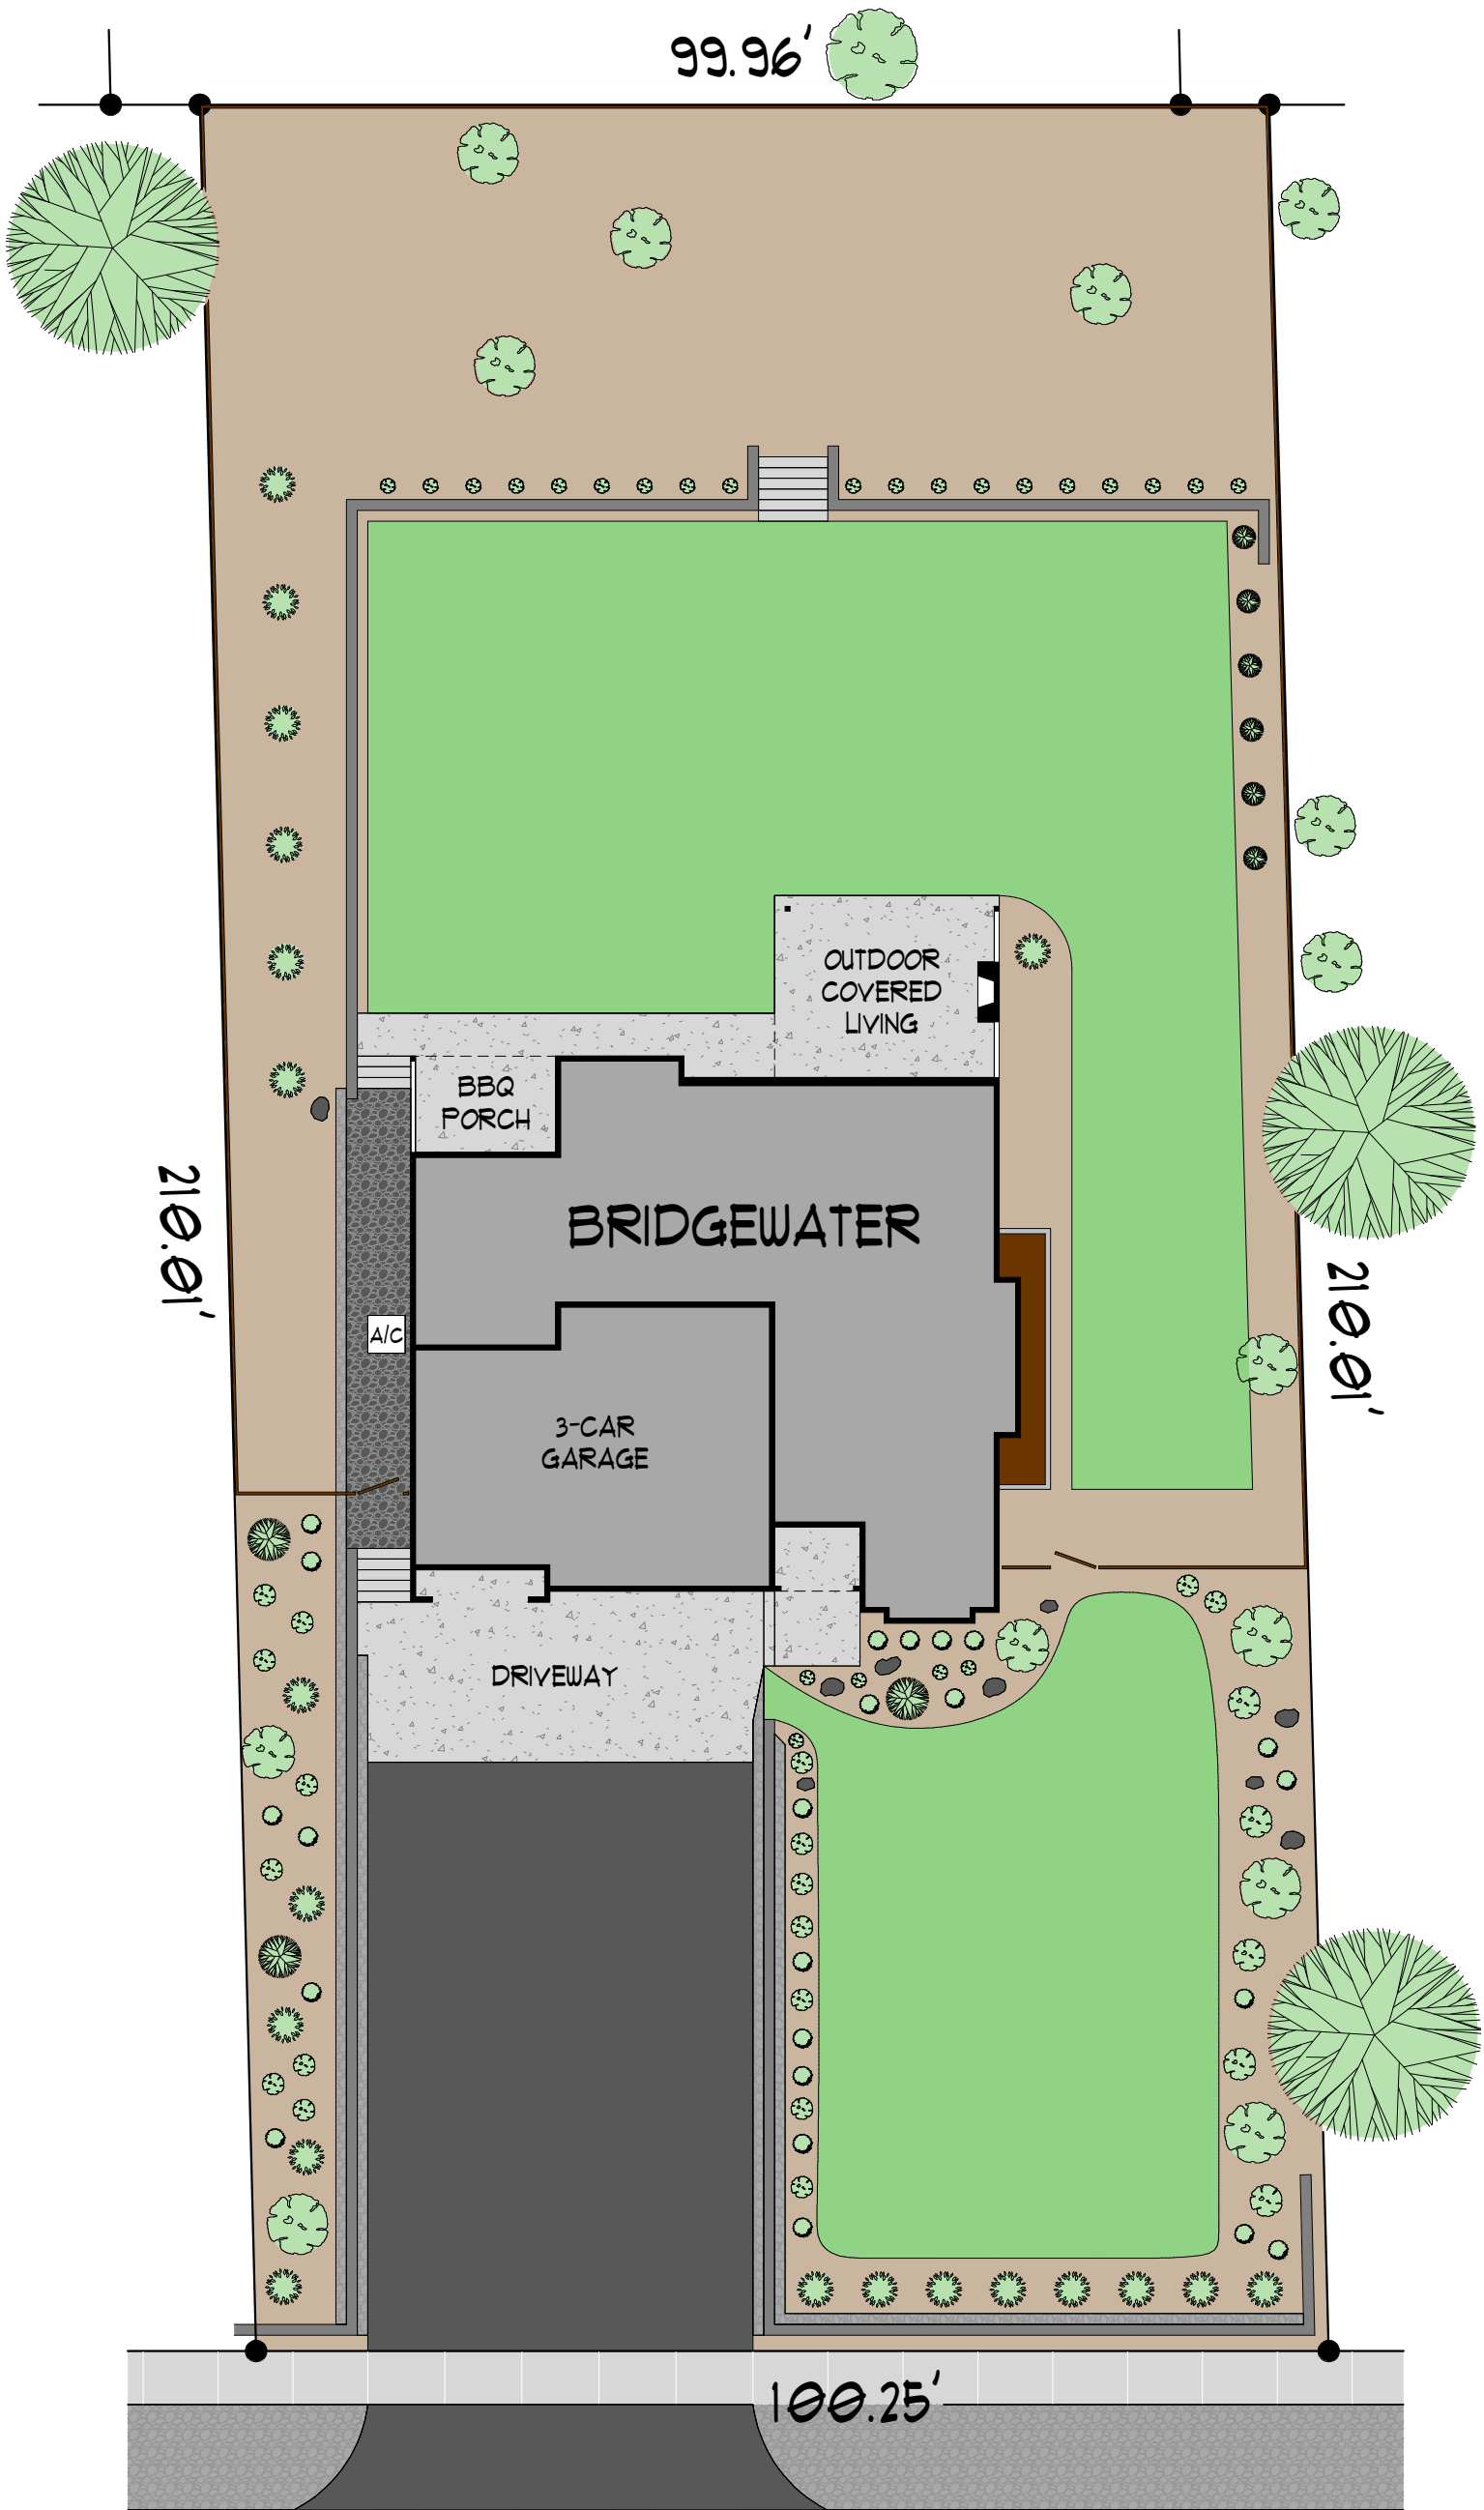 99.96'
OUTDOOR
COVERED
LIVING
BBQ
PORCH
BRIDGEWATER
210.01'
210.01'
A/C
3-CAR
GARAGE
DRIVEWAY
100.25'